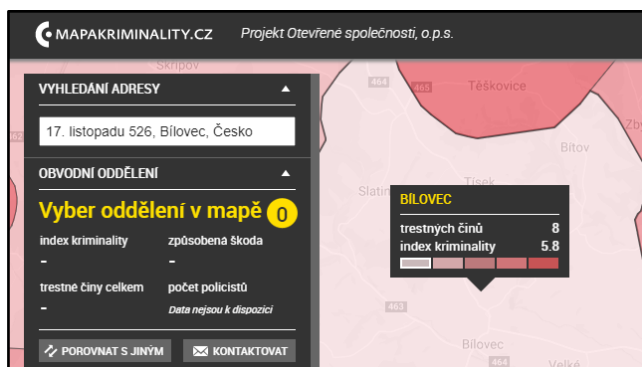 MAPAKRIMINALITY.CZ Projekt Otevřené společnosti, o.p.s.
Skřipov
VYHLEDÁNÍ ADRESY
464
465
Těškovice
17. listopadu 526, Bílovec, Česko
Bítov
OBVODNÍ ODDĚLENÍ
Slatin
Tísek
Vyber oddělení v mapě 0
BÍLOVEC
index kriminality způsobená škoda
trestných činů 8
- -
index kriminality 5.8
trestné činy celkem počet policistů
- Data nejsou k dispozici
463
POROVNAT S JINÝM KONTAKTOVAT
Bílovec
464
Velké